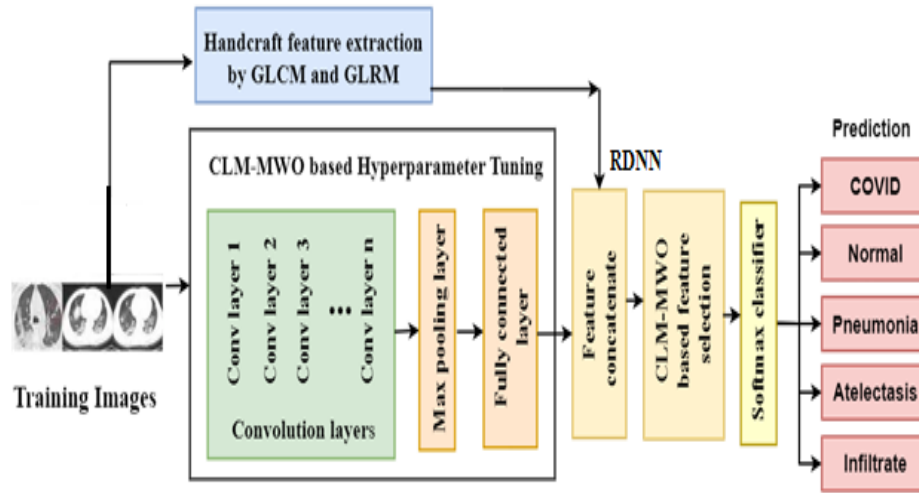 Handcraft feature extraction
by GLCM and GLRM
CLM-MWO based Hyperparameter Tuning
RDNN
Prediction
Conv layer 1
Conv layer 2
Conv layer 3
Conv layer n
Convolution layers
Max pooling layer
Fully connected
layer
Feature
concatenate
CLM-MWO
based feature
selection
Softmax classifier
COVID
Normal
Pneumonia
Atelectasis
Infiltrate
Training Images